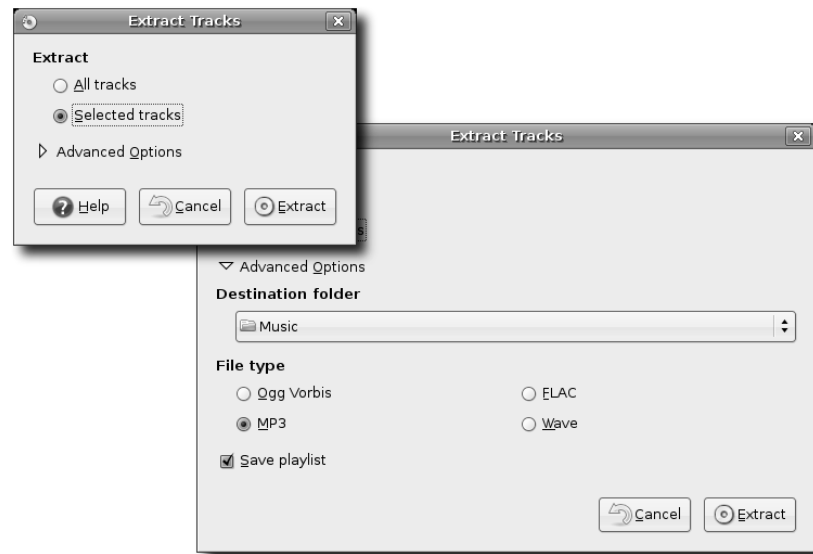 Extract Tracks
Extract
All tracks
Selected tracks
Advanced Options
Help Cancel Extract
Extract Tracks
Advanced Options
Destination folder
Music
File type
Ogg Vorbis FLAC
MP3 Wave
Save playlist
Cancel Extract